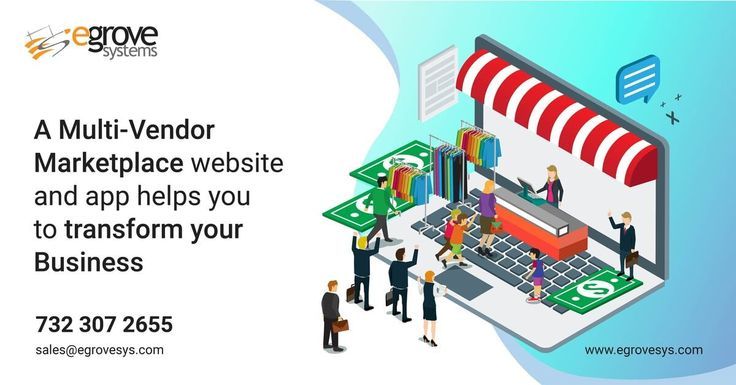 egrove
systems
A Multi-Vendor
Marketplace website
and app helps you
to transform your
Business
732 307 2655
sales@egrovesys.com
www.egrovesys.com